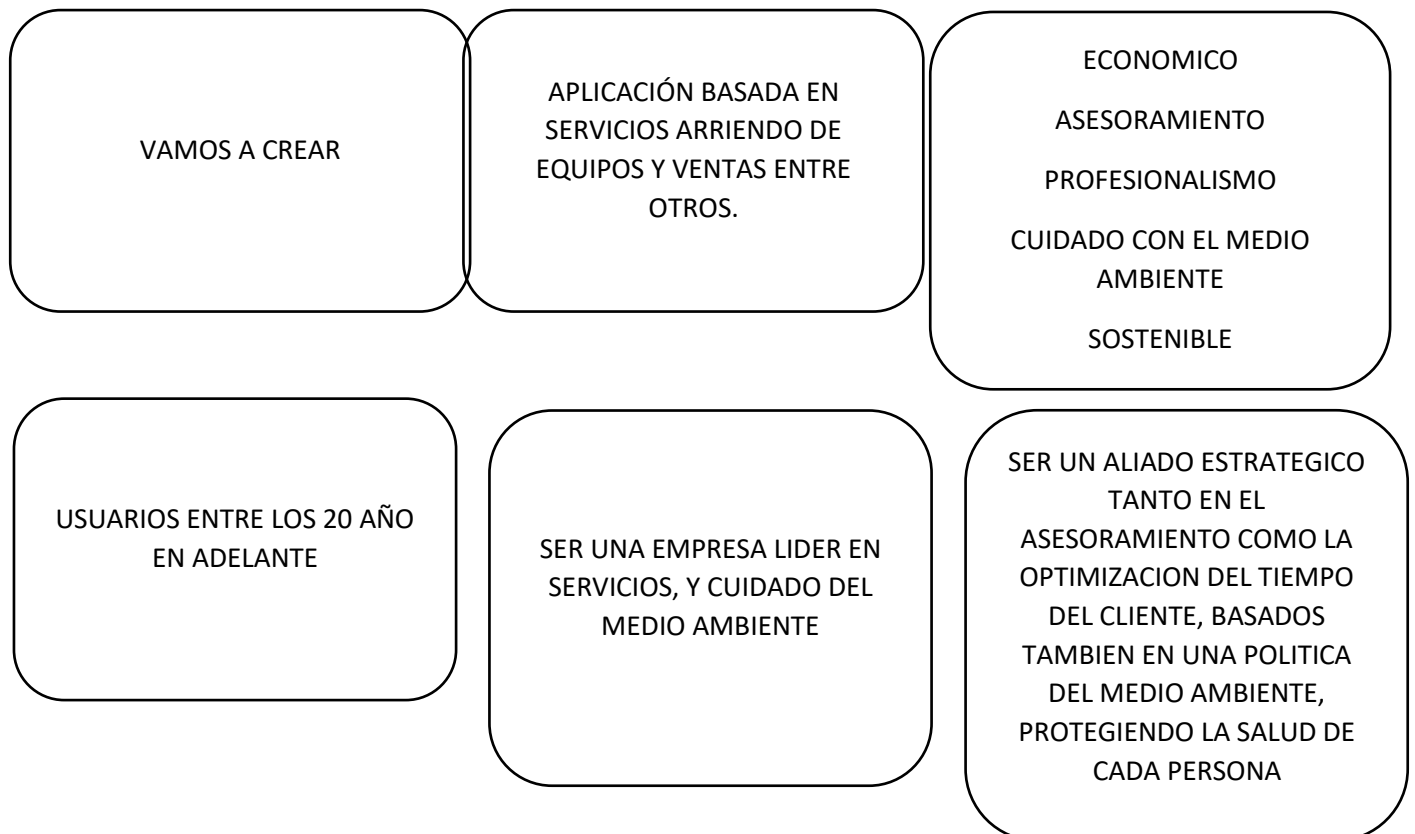 VAMOS A CREAR
APLICACIÓN BASADA EN
SERVICIOS ARRIENDO DE
EQUIPOS Y VENTAS ENTRE
OTROS.
ECONOMICO
ASESORAMIENTO
PROFESIONALISMO
CUIDADO CON EL MEDIO
AMBIENTE
SOSTENIBLE
USUARIOS ENTRE LOS 20 AÑO
EN ADELANTE
SER UNA EMPRESA LIDER EN
SERVICIOS, Y CUIDADO DEL
MEDIO AMBIENTE
SER UN ALIADO ESTRATEGICO
TANTO EN EL
ASESORAMIENTO COMO LA
OPTIMIZACION DEL TIEMPO
DEL CLIENTE, BASADOS
TAMBIEN EN UNA POLITICA
DEL MEDIO AMBIENTE,
PROTEGIENDO LA SALUD DE
CADA PERSONA